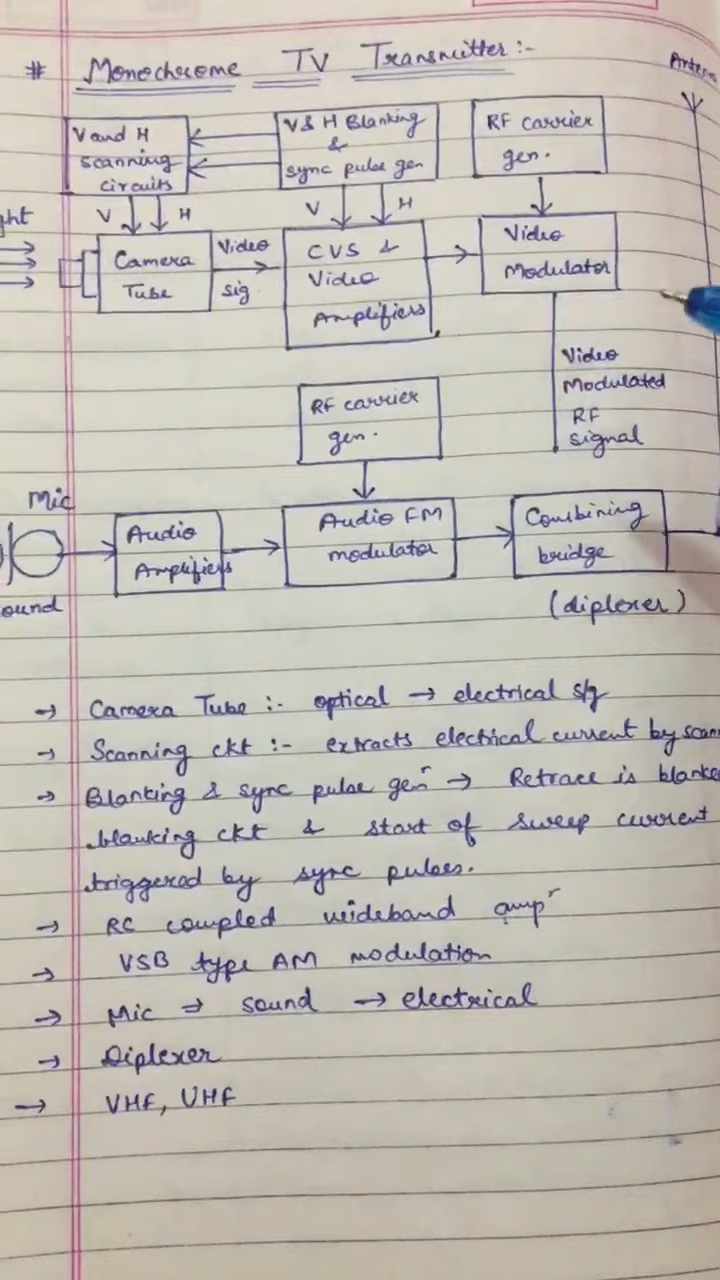 # Monochrome TV Transmitter :-
Antenn
V and H
scanning
circuits
V & H Blanking
&
sync pulse gen
RF carrier
gen.
V H
V H
ght
Camera
Tube
Video
sig
CVS &
Video
Amplifiers
Video
Modulator
Video
Modulated
RF
signal
RF carrier
gen.
Mic
ound
Audio
Amplifiers
Audio FM
modulator
Combining
bridge
(diplexer)
→ Camera Tube :- optical → electrical s/g
→ Scanning ckt :- extracts electrical current by scann
→ Blanking & sync pulse genʳ → Retrace is blanke
blanking ckt & start of sweep current
triggered by sync pulses.
→ RC coupled wideband ampʳ
→ VSB type AM modulation
→ Mic → sound → electrical
→ Diplexer
→ VHF, UHF